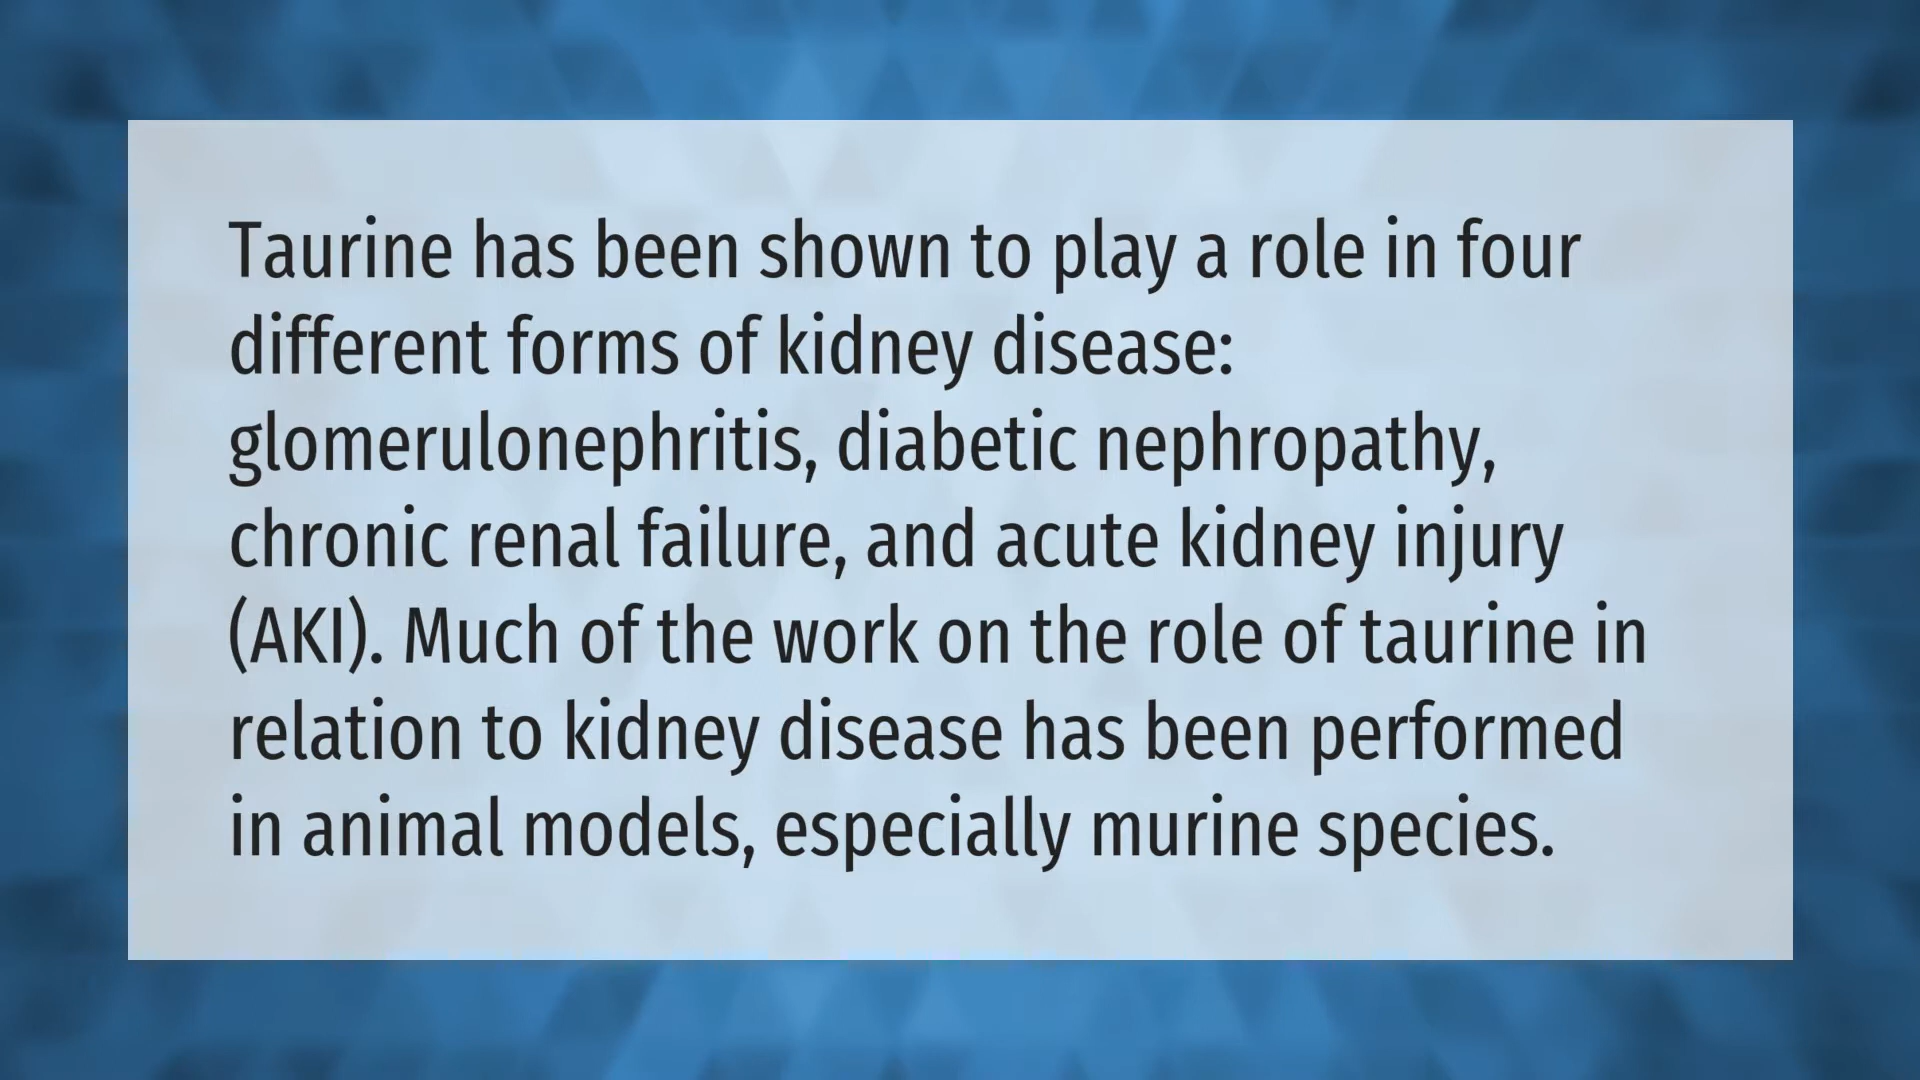 Taurine has been shown to play a role in four
different forms of kidney disease:
glomerulonephritis, diabetic nephropathy,
chronic renal failure, and acute kidney injury
(AKI). Much of the work on the role of taurine in
relation to kidney disease has been performed
in animal models, especially murine species.